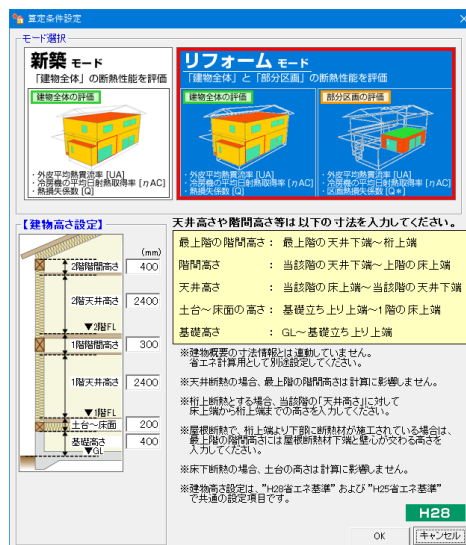 算定条件設定
モード選択
新築 モード
「建物全体」の断熱性能を評価
建物全体の評価
・外皮平均熱貫流率 [UA]
・冷房機の平均日射熱取得率 [ηAC]
・熱損失係数 [Q]
リフォーム モード
「建物全体」と「部分区画」の断熱性能を評価
建物全体の評価
・外皮平均熱貫流率 [UA]
・冷房機の平均日射熱取得率 [ηAC]
・熱損失係数 [Q]
部分区画の評価
・外皮平均熱貫流率 [UA]
・冷房機の平均日射熱取得率 [ηAC]
・区画熱損失係数 [Q*]
【建物高さ設定】
(mm)
2階階間高さ 400
2階天井高さ 2400
▼2階FL
1階階間高さ 300
1階天井高さ 2400
▼1階FL
土台~床面 200
基礎高さ 400
▼GL
天井高さや階間高さ等は以下の寸法を入力してください。
最上階の階間高さ : 最上階の天井下端~桁上端
階間高さ : 当該階の天井下端~上階の床上端
天井高さ : 当該階の床上端~当該階の天井下端
土台~床面の高さ : 基礎立ち上り上端~1階の床上端
基礎高さ : GL~基礎立ち上り上端
※建物概要の寸法情報とは連動していません。
省エネ計算用として別途設定してください。
※天井断熱の場合、最上階の階間高さは計算に影響しません。
※桁上断熱とする場合、当該階の「天井高さ」に対して
床上端から桁上端までの高さを入力してください。
※屋根断熱で、桁上端より下部に断熱材が施工されている場合は、
最上階の階間高さには屋根断熱材下端と壁心が交わる高さを
入力してください。
※床下断熱の場合、土台の高さは計算に影響しません。
※建物高さ設定は、"H28省エネ基準" および "H25省エネ基準"
で共通の設定項目です。
H28
OK
キャンセル